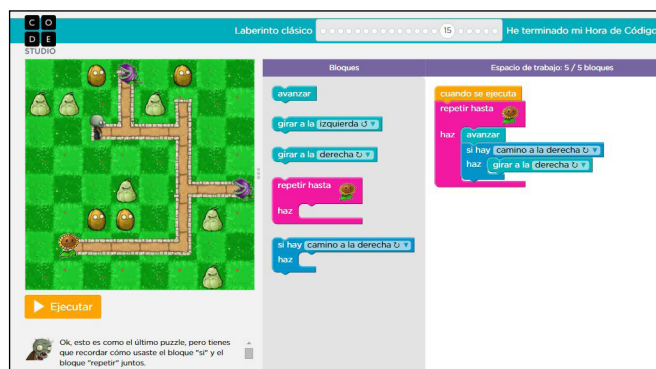 C O
D E
STUDIO
Laberinto clásico
15
He terminado mi Hora de Código
Bloques
Espacio de trabajo: 5 / 5 bloques
avanzar
girar a la izquierda ↺ ▼
girar a la derecha ↻ ▼
repetir hasta
haz
si hay camino a la derecha ↻ ▼
haz
cuando se ejecuta
repetir hasta
haz avanzar
si hay camino a la derecha ↻ ▼
haz girar a la derecha ↻ ▼
Ejecutar
Ok, esto es como el último puzzle, pero tienes
que recordar cómo usaste el bloque "si" y el
bloque "repetir" juntos.